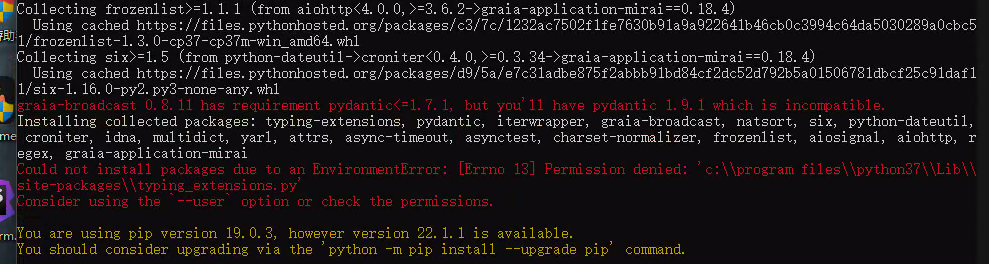 Collecting frozenlist>=1.1.1 (from aiohttp<4.0.0,>=3.6.2->graia-application-mirai==0.18.4)
Using cached https://files.pythonhosted.org/packages/c3/7c/1232ac7502f1fe7630b91a9a922641b46cb0c3994c64da5030289a0cbc5
1/frozenlist-1.3.0-cp37-cp37m-win_amd64.whl
Collecting six>=1.5 (from python-dateutil->croniter<0.4.0,>=0.3.34->graia-application-mirai==0.18.4)
Using cached https://files.pythonhosted.org/packages/d9/5a/e7c31adbe875f2abbb91bd84cf2dc52d792b5a01506781dbcf25c91daf1
1/six-1.16.0-py2.py3-none-any.whl
graia-broadcast 0.8.11 has requirement pydantic<=1.7.1, but you'll have pydantic 1.9.1 which is incompatible.
Installing collected packages: typing-extensions, pydantic, iterwrapper, graia-broadcast, natsort, six, python-dateutil,
croniter, idna, multidict, yarl, attrs, async-timeout, asynctest, charset-normalizer, frozenlist, aiosignal, aiohttp, r
egex, graia-application-mirai
Could not install packages due to an EnvironmentError: [Errno 13] Permission denied: 'c:\\program files\\python37\\Lib\\
site-packages\\typing_extensions.py'
Consider using the `--user` option or check the permissions.
You are using pip version 19.0.3, however version 22.1.1 is available.
You should consider upgrading via the 'python -m pip install --upgrade pip' command.